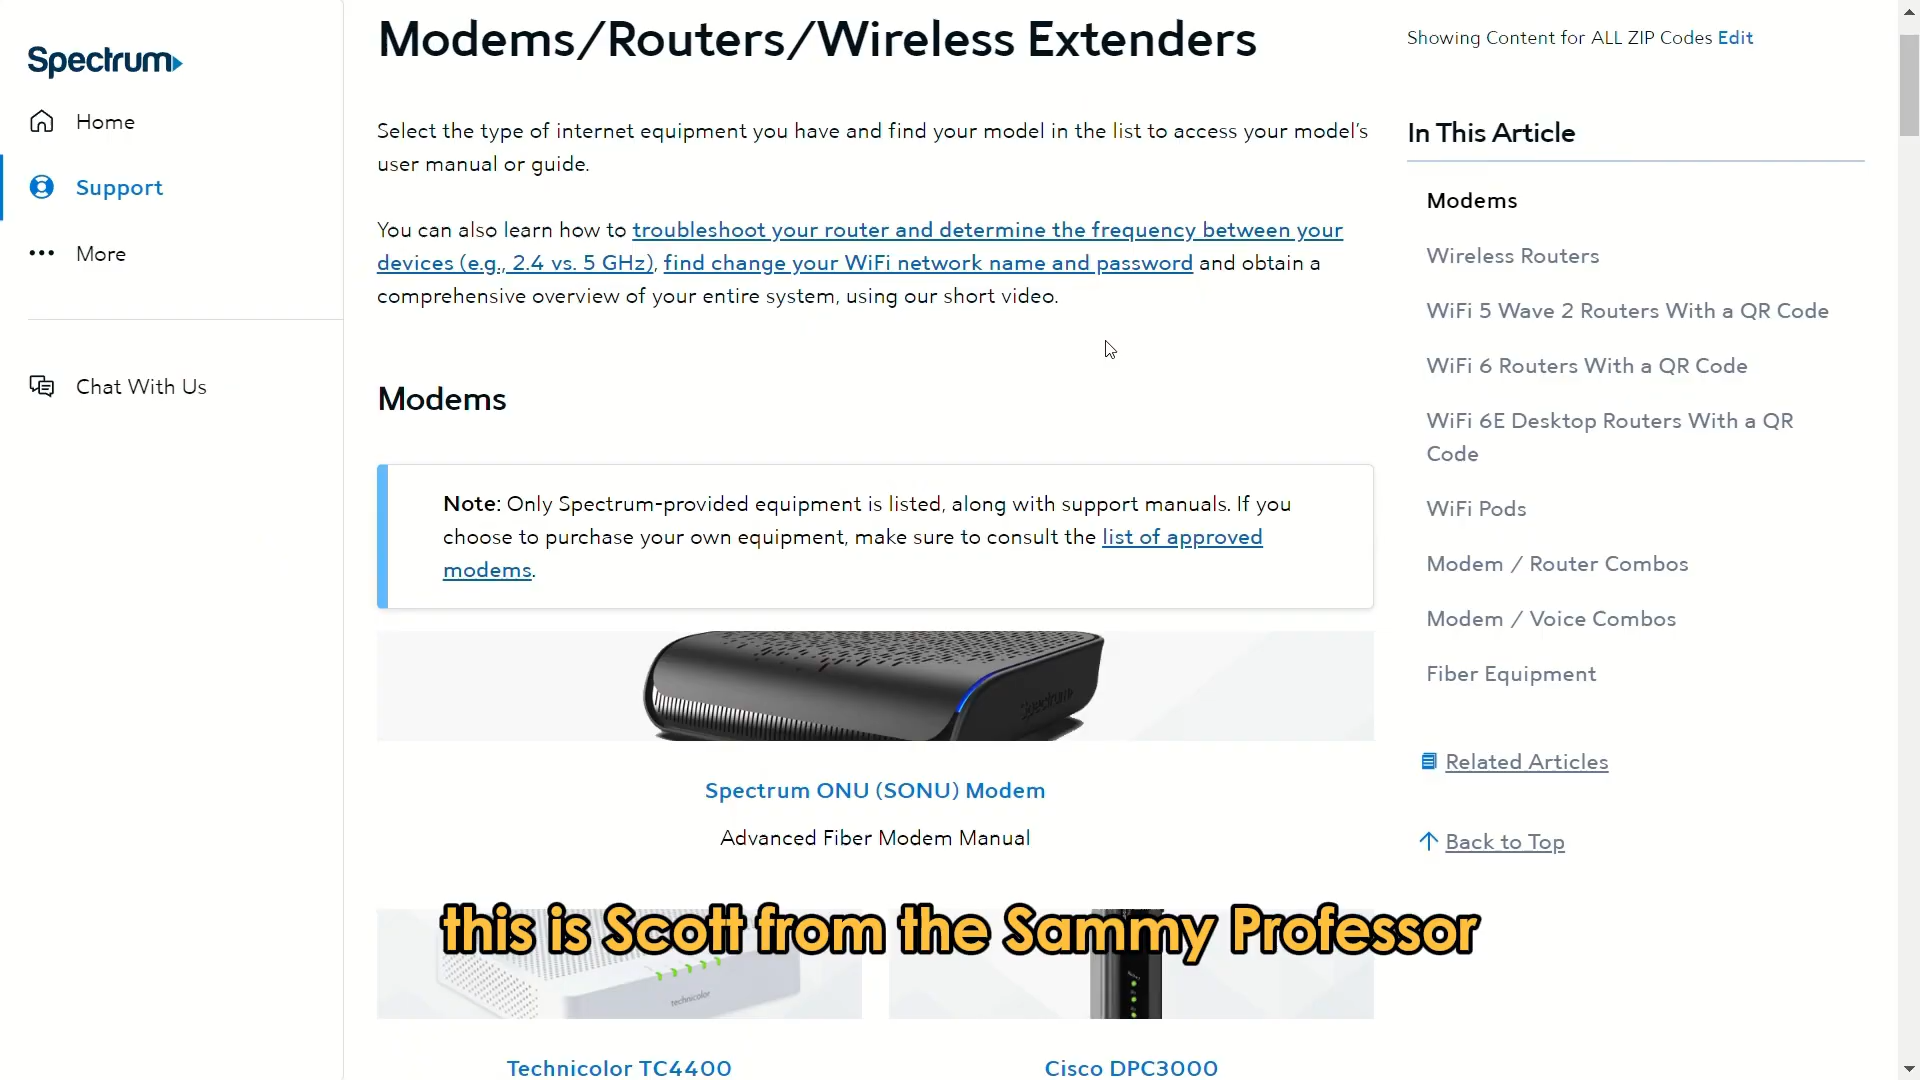 Spectrum
Home
Support
More
Chat With Us
Modems/Routers/Wireless Extenders
Select the type of internet equipment you have and find your model in the list to access your model's
user manual or guide.
You can also learn how to troubleshoot your router and determine the frequency between your
devices (e.g., 2.4 vs. 5 GHz), find change your WiFi network name and password and obtain a
comprehensive overview of your entire system, using our short video.
Modems
Note: Only Spectrum-provided equipment is listed, along with support manuals. If you
choose to purchase your own equipment, make sure to consult the list of approved
modems.
Spectrum
Spectrum ONU (SONU) Modem
Advanced Fiber Modem Manual
this is Scott from the Sammy Professor
technicolor
Technicolor TC4400
Cisco DPC3000
Showing Content for ALL ZIP Codes Edit
In This Article
Modems
Wireless Routers
WiFi 5 Wave 2 Routers With a QR Code
WiFi 6 Routers With a QR Code
WiFi 6E Desktop Routers With a QR
Code
WiFi Pods
Modem / Router Combos
Modem / Voice Combos
Fiber Equipment
Related Articles
Back to Top